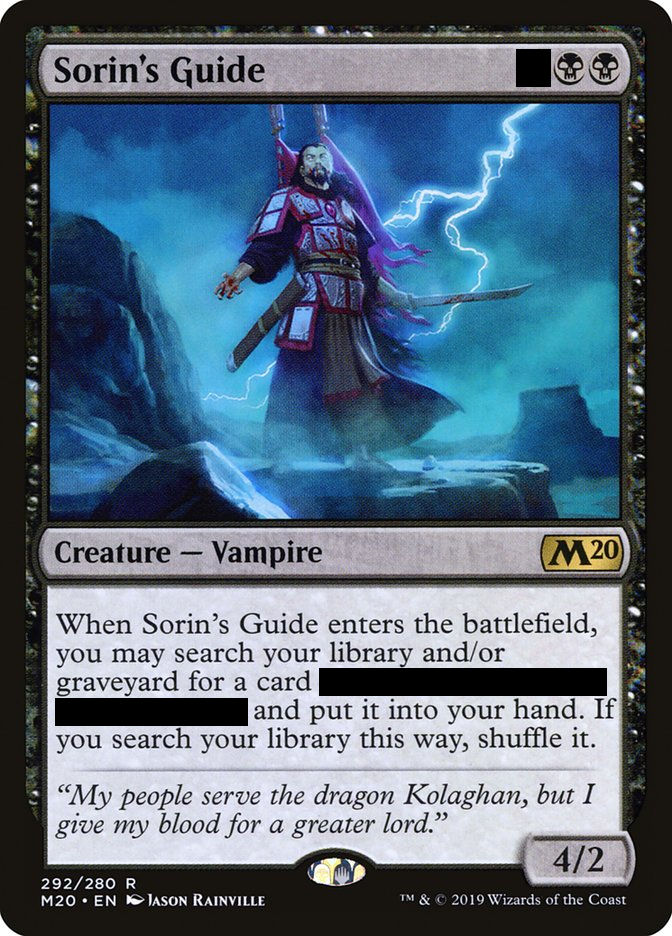 Sorin's Guide
Creature — Vampire
M20
When Sorin's Guide enters the battlefield,
you may search your library and/or
graveyard for a card
and put it into your hand. If
you search your library this way, shuffle it.
“My people serve the dragon Kolaghan, but I
give my blood for a greater lord.”
4/2
292/280 R
M20 • EN Jason Rainville
™ & © 2019 Wizards of the Coast